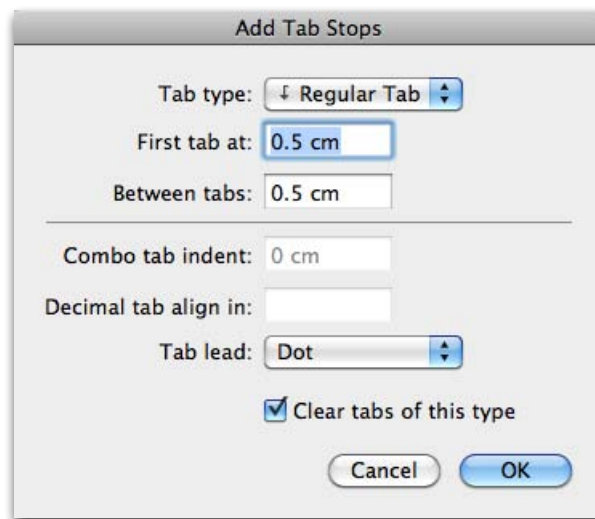 Add Tab Stops
Tab type: Regular Tab
First tab at: 0.5 cm
Between tabs: 0.5 cm
Combo tab indent: 0 cm
Decimal tab align in:
Tab lead: Dot
Clear tabs of this type
Cancel OK